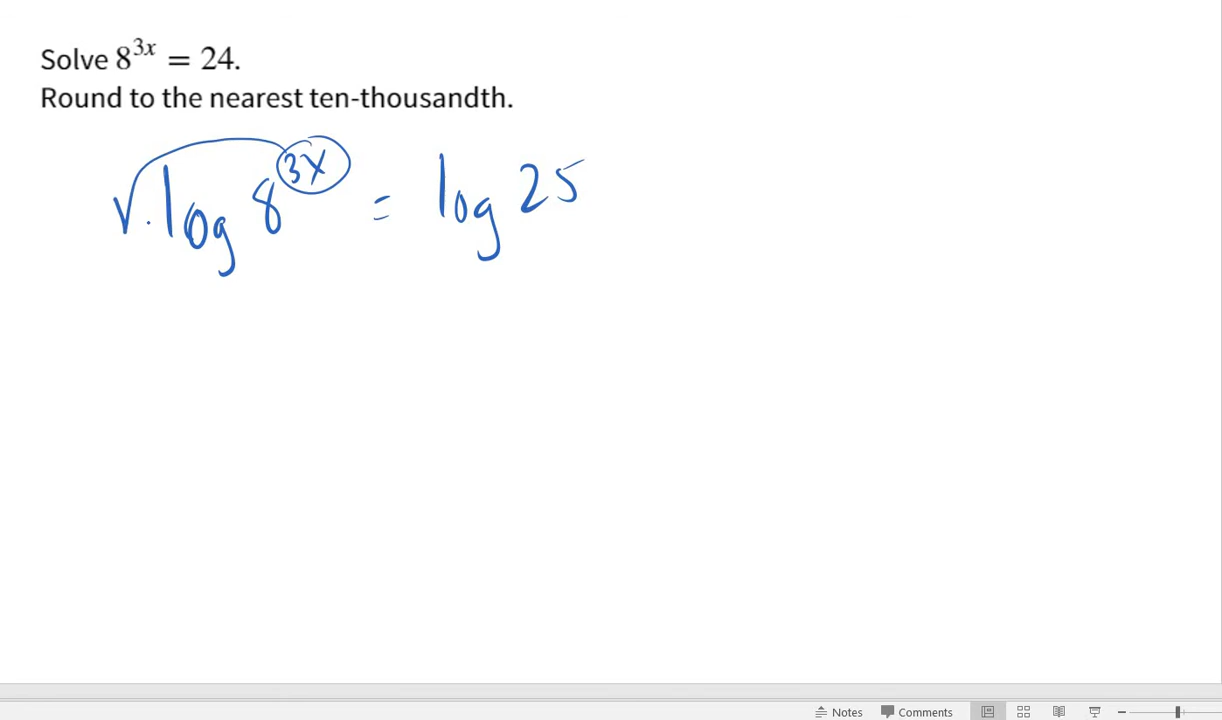 Solve 8^{3x} = 24.
Round to the nearest ten-thousandth.
log 8^{3x} = log 25
Notes Comments